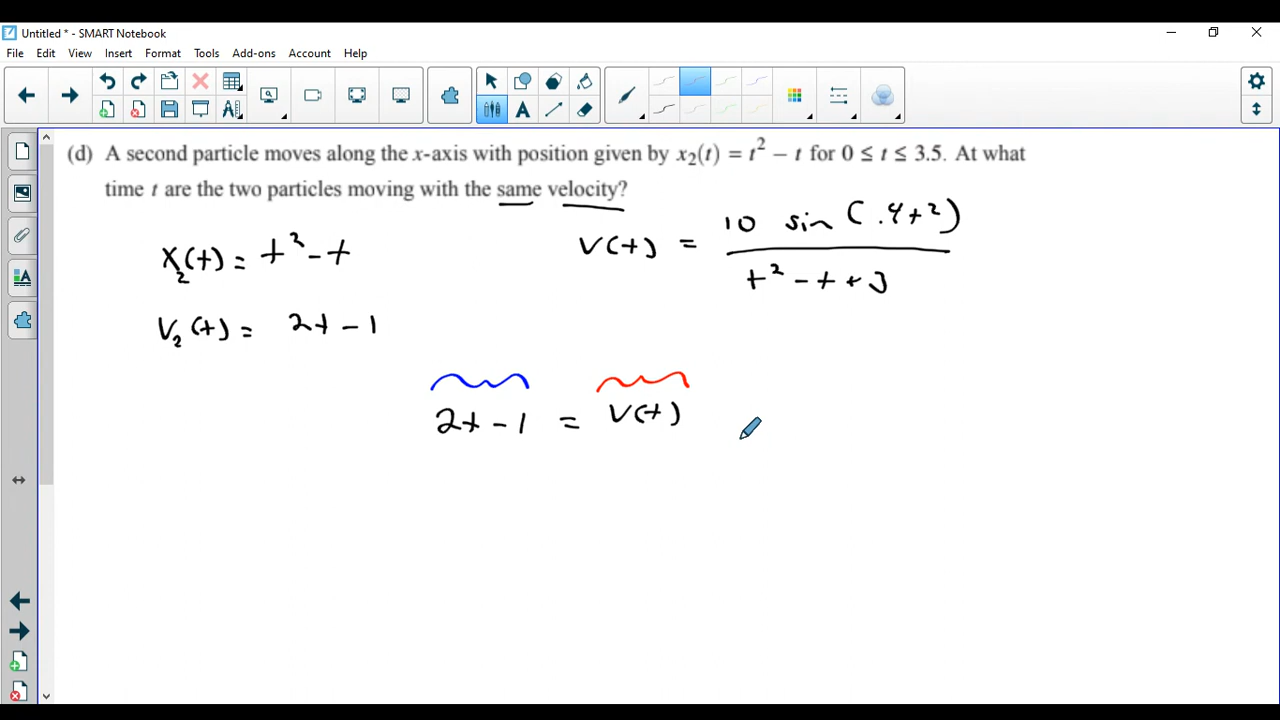 Untitled * - SMART Notebook
File Edit View Insert Format Tools Add-ons Account Help
(d) A second particle moves along the x-axis with position given by x₂(t) = t² − t for 0 ≤ t ≤ 3.5. At what
time t are the two particles moving with the same velocity?
x₂(t) = t² − t
v(t) = 10 sin(.4t²) / t² − t + 3
v₂(t) = 2t − 1
2t − 1 = v(t)